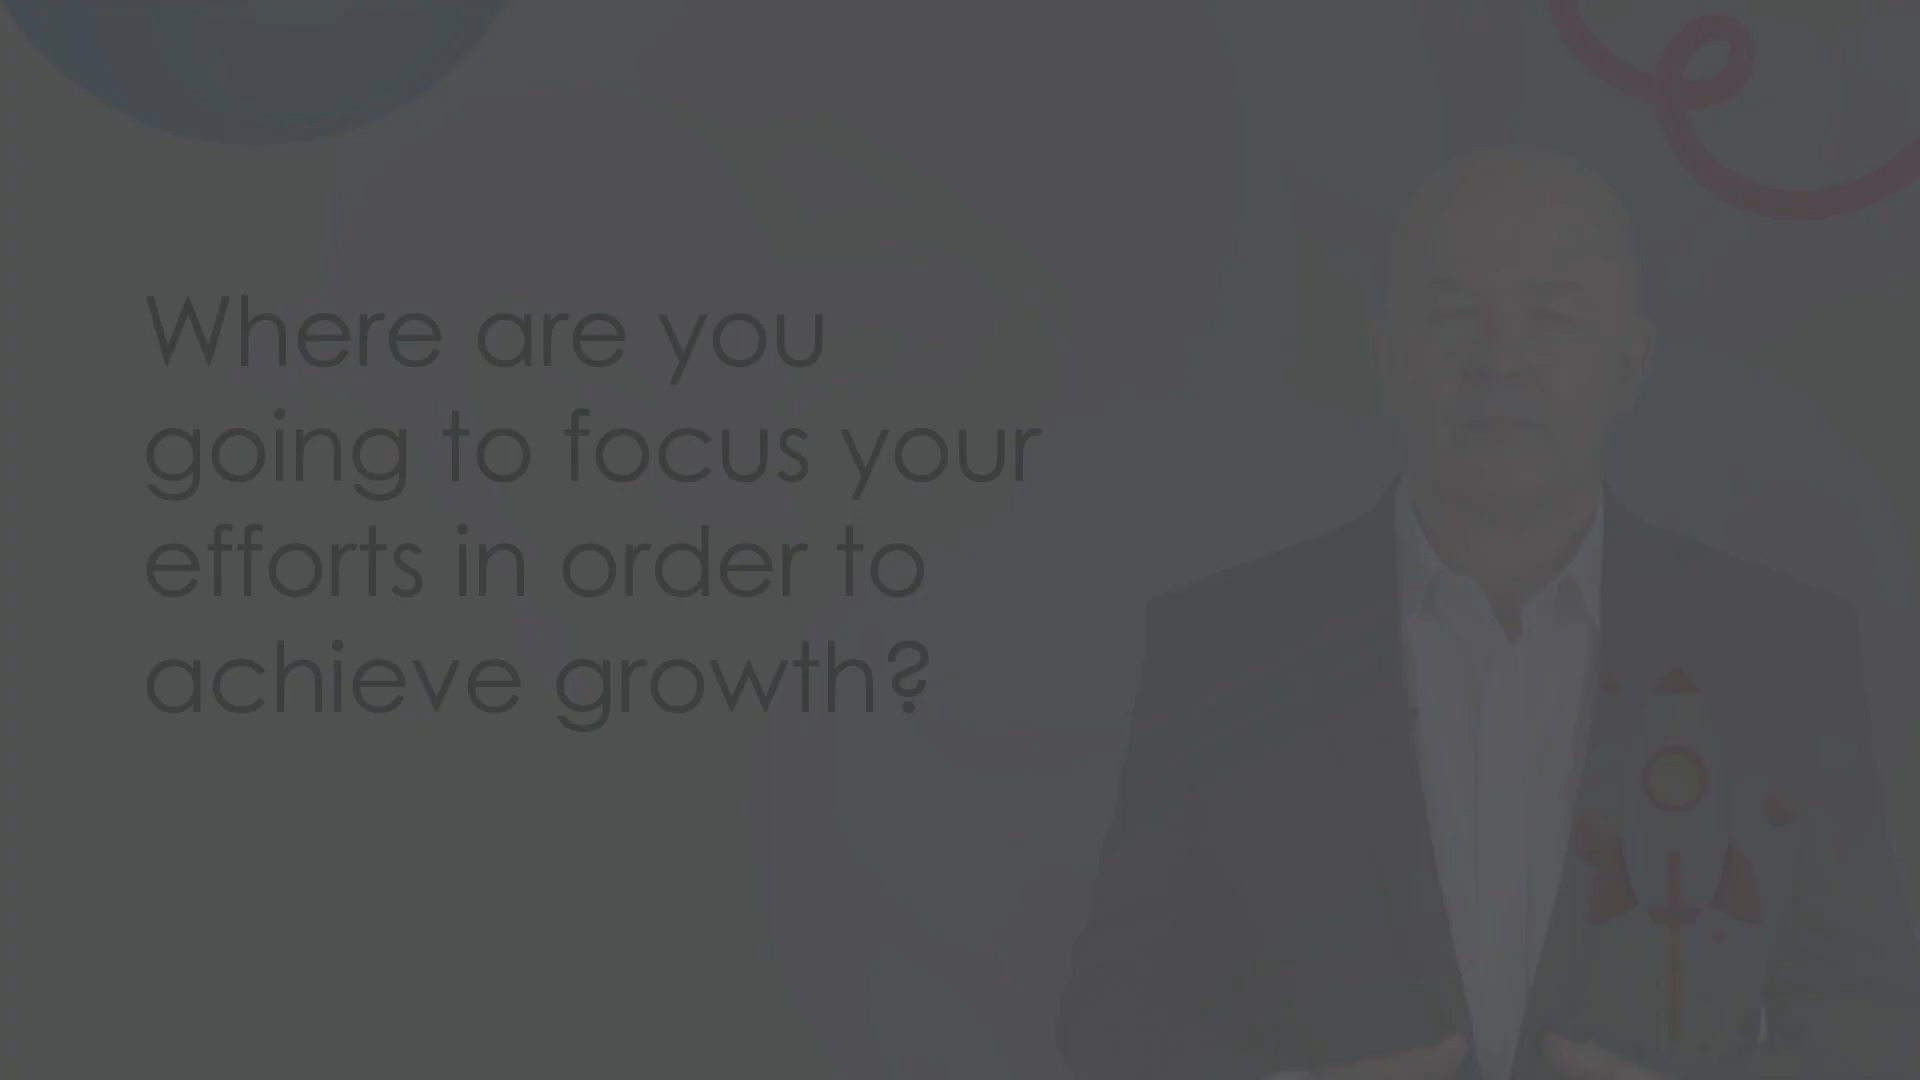 Where are you
going to focus your
efforts in order to
achieve growth?